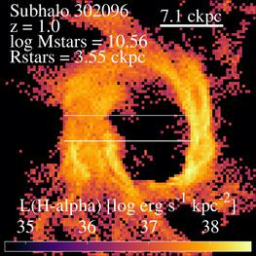 Subhalo 302096
7.1 ckpc
z = 1.0
log Mstars = 10.56
Rstars = 3.55 ckpc
L(H-alpha) [log erg s⁻¹ kpc⁻²]
35 36 37 38